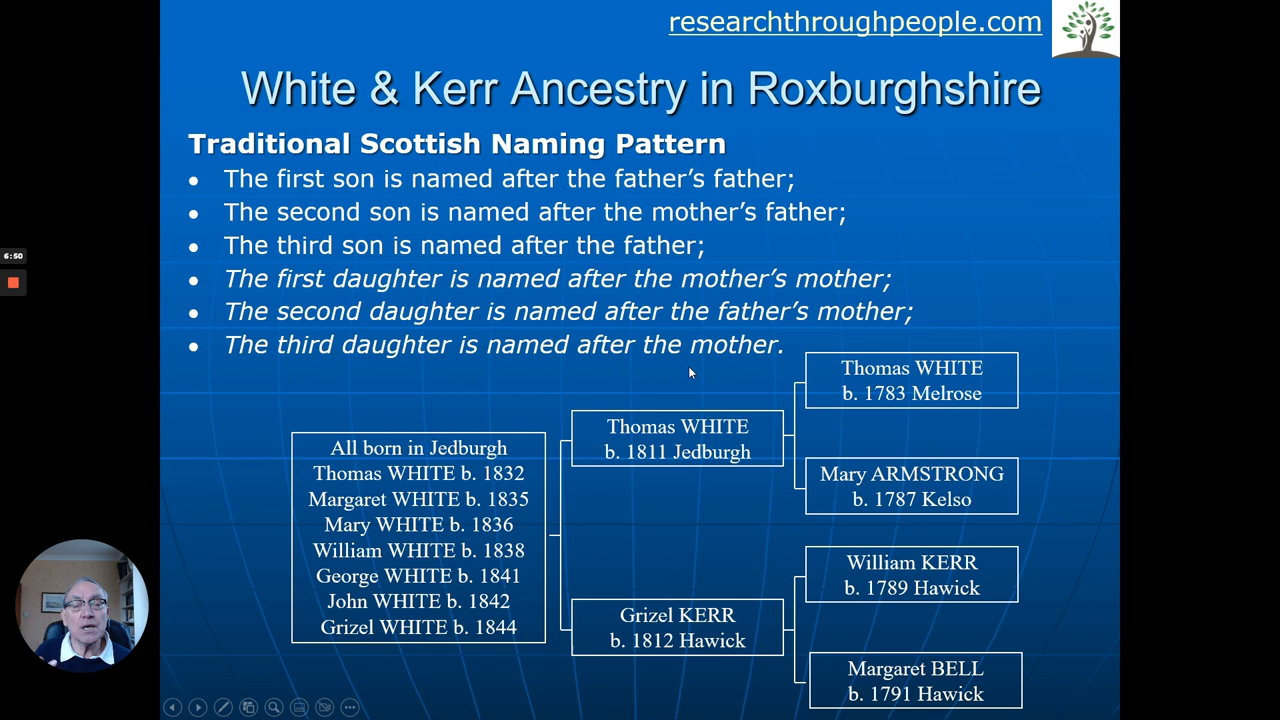 researchthroughpeople.com
White & Kerr Ancestry in Roxburghshire
Traditional Scottish Naming Pattern
• The first son is named after the father’s father;
• The second son is named after the mother’s father;
• The third son is named after the father;
• The first daughter is named after the mother’s mother;
• The second daughter is named after the father’s mother;
• The third daughter is named after the mother.
6:50
All born in Jedburgh
Thomas WHITE b. 1832
Margaret WHITE b. 1835
Mary WHITE b. 1836
William WHITE b. 1838
George WHITE b. 1841
John WHITE b. 1842
Grizel WHITE b. 1844
Thomas WHITE
b. 1811 Jedburgh
Grizel KERR
b. 1812 Hawick
Thomas WHITE
b. 1783 Melrose
Mary ARMSTRONG
b. 1787 Kelso
William KERR
b. 1789 Hawick
Margaret BELL
b. 1791 Hawick